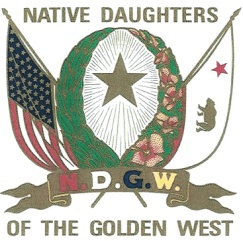 NATIVE DAUGHTERS
N.D.G.W.
OF THE GOLDEN WEST